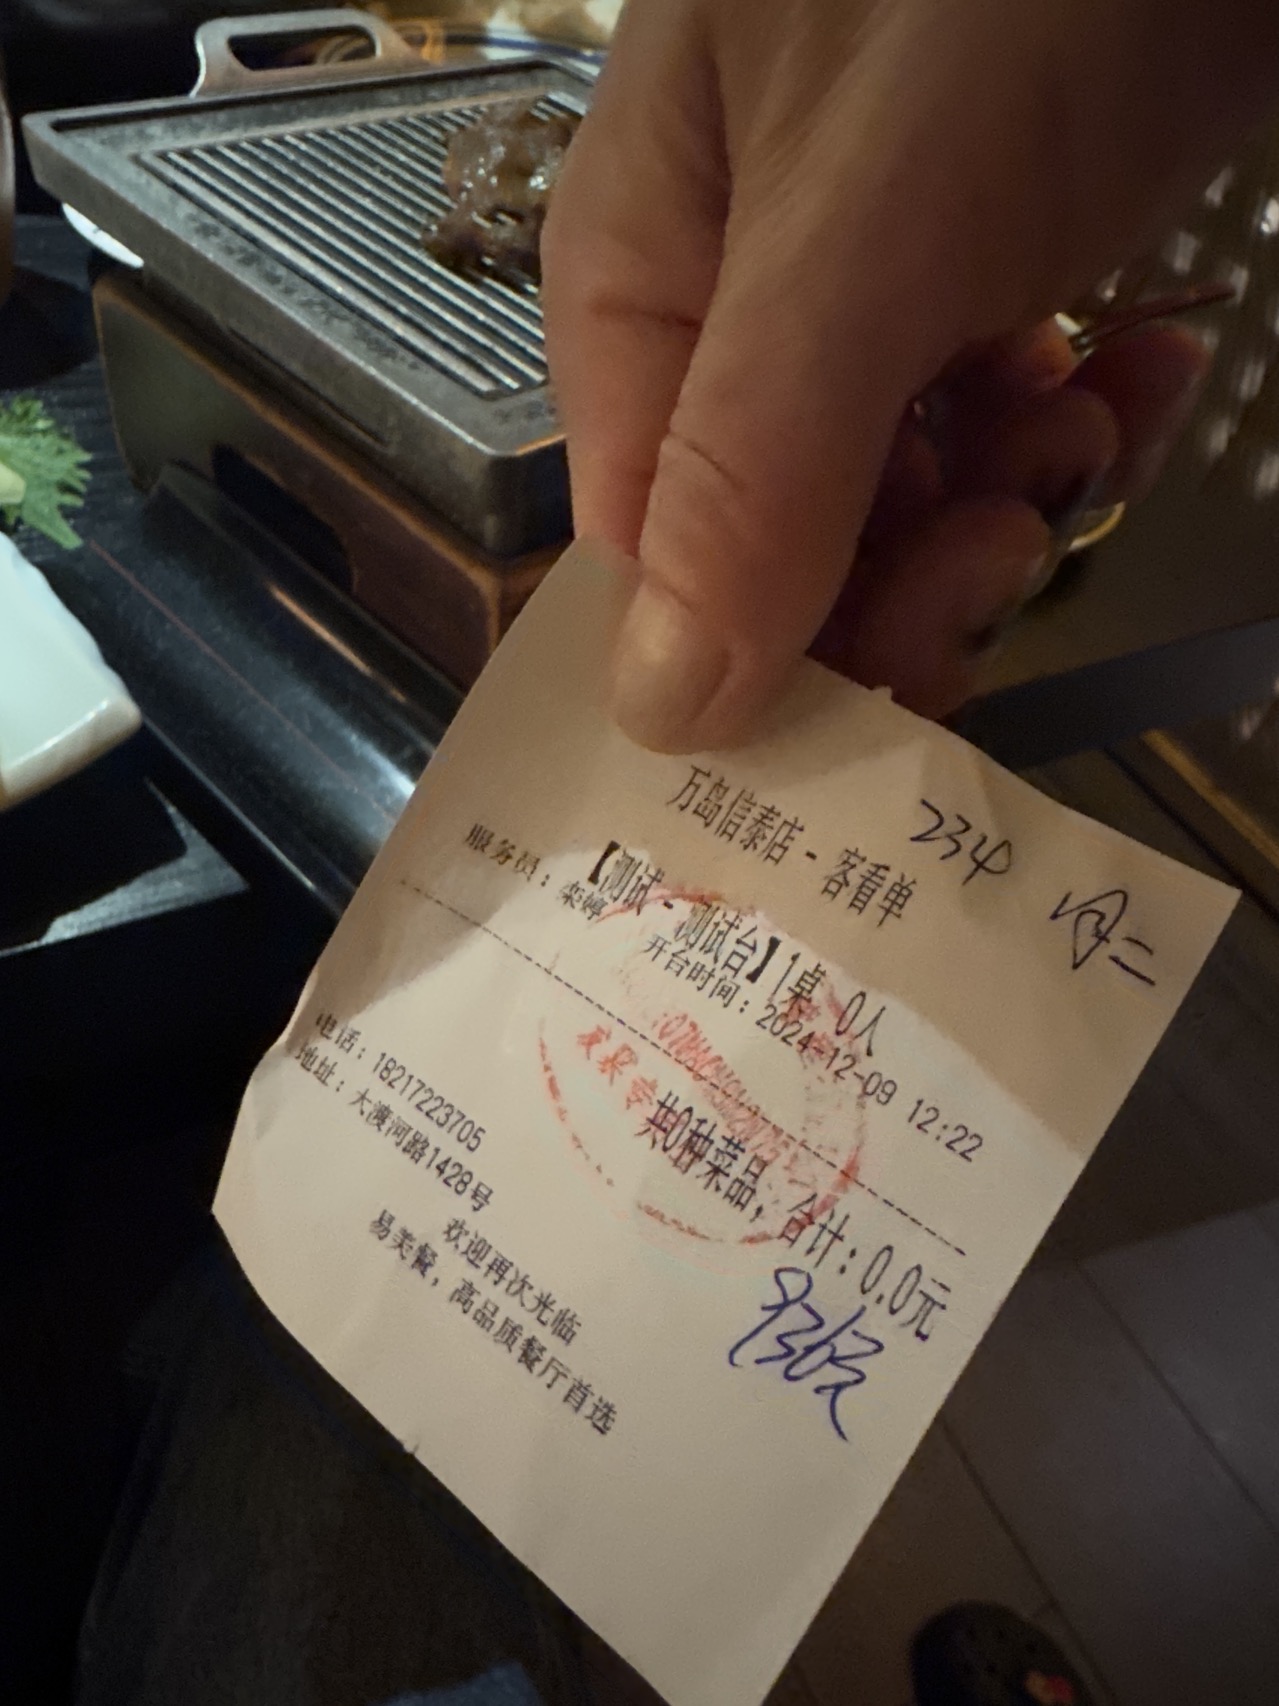 万岛信泰店 - 客看单
234
【测试 - 测试台】1桌 0人
服务员：栾婷
开台时间：2024-12-09 12:22
共0种菜品，合计：0.0元
电话：18217223705
地址：大渡河路1428号
欢迎再次光临
易美餐，高品质餐厅首选